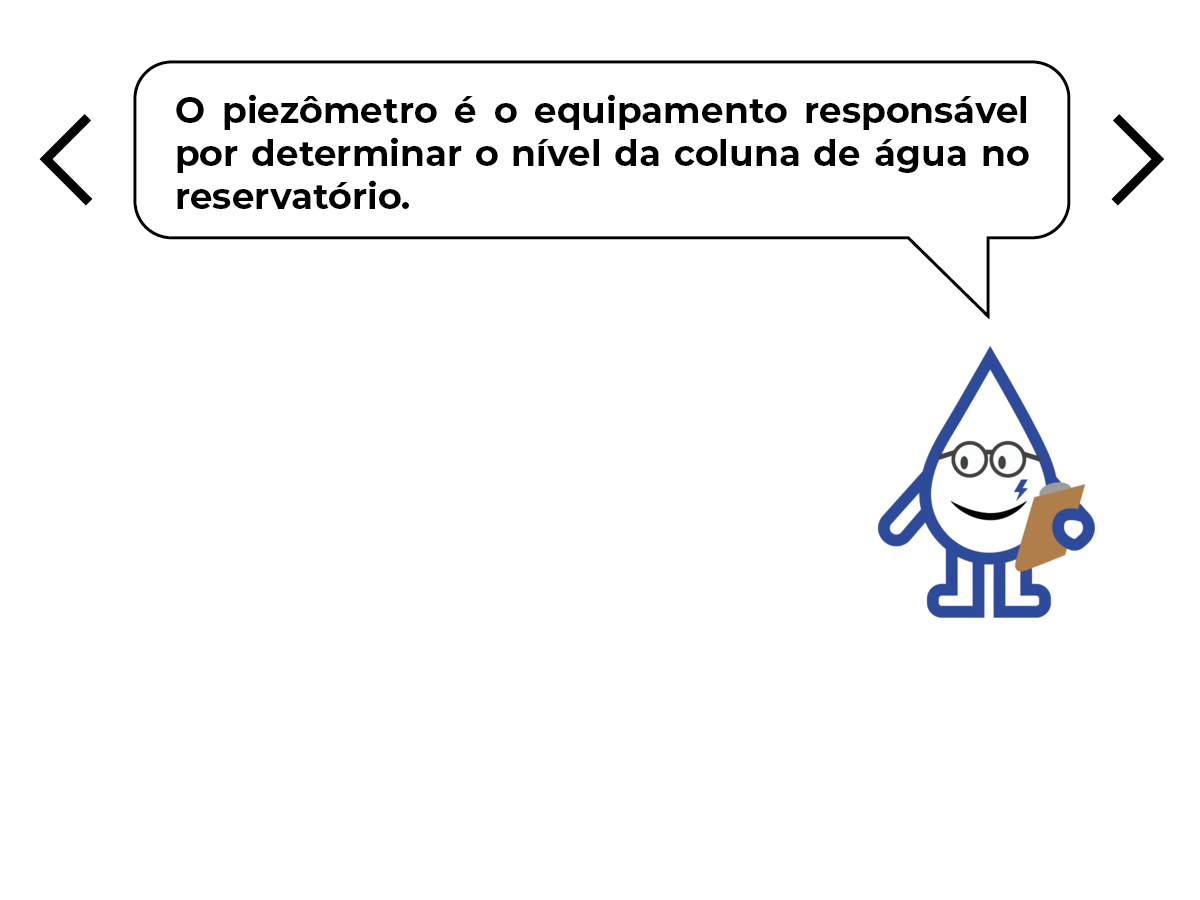 O piezômetro é o equipamento responsável
por determinar o nível da coluna de água no
reservatório.